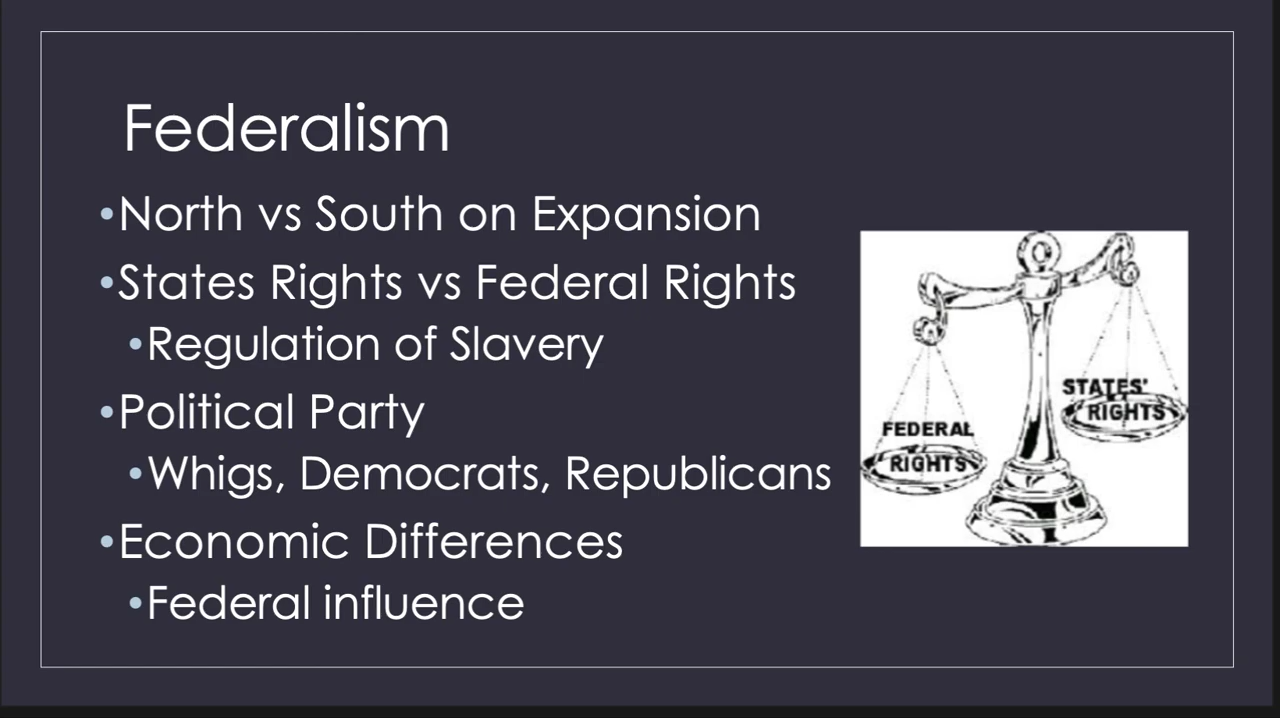 Federalism
•North vs South on Expansion
•States Rights vs Federal Rights
•Regulation of Slavery
•Political Party
•Whigs, Democrats, Republicans
•Economic Differences
•Federal influence
FEDERAL
RIGHTS
STATES'
RIGHTS